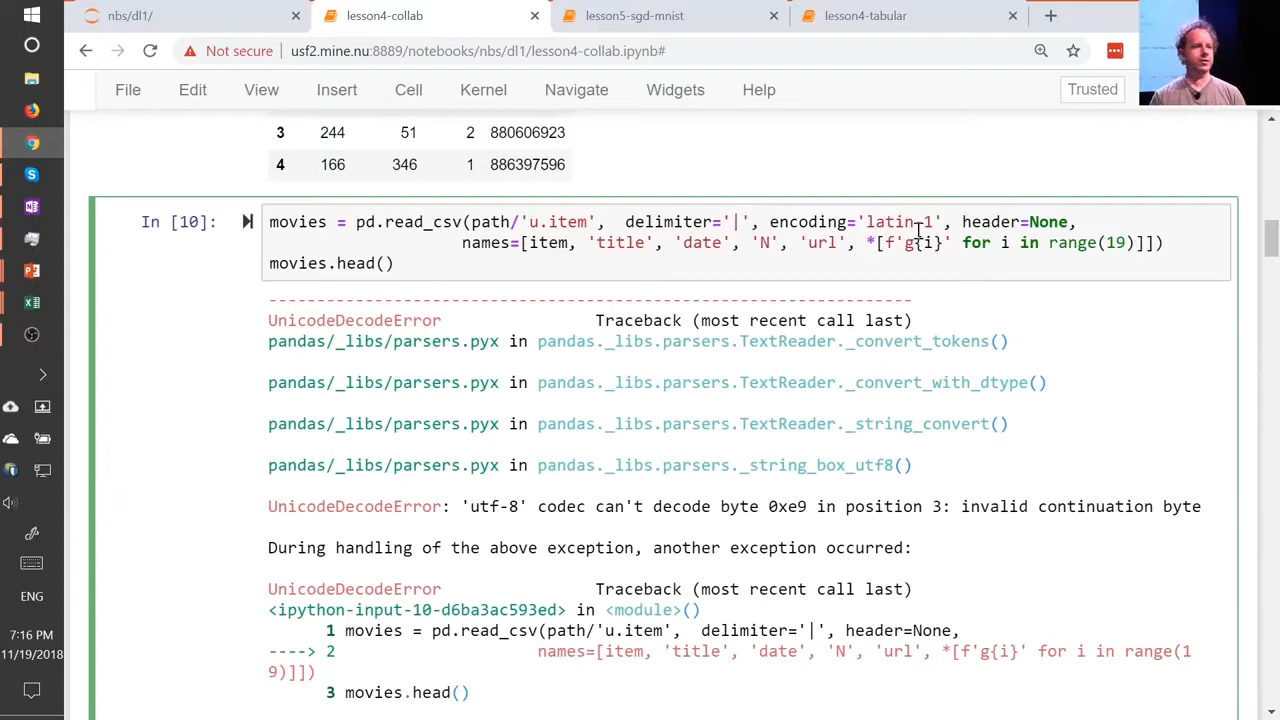 nbs/dl1/
lesson4-collab
lesson5-sgd-mnist
lesson4-tabular
Not secure
usf2.mine.nu:8889/notebooks/nbs/dl1/lesson4-collab.ipynb#
File Edit View Insert Cell Kernel Navigate Widgets Help
Trusted
3 244 51 2 880606923
4 166 346 1 886397596
In [10]:
movies = pd.read_csv(path/'u.item',  delimiter='|', encoding='latin-1', header=None,
names=[item, 'title', 'date', 'N', 'url', *[f'g{i}' for i in range(19)]])
movies.head()
---------------------------------------------------------------------------
UnicodeDecodeError Traceback (most recent call last)
pandas/_libs/parsers.pyx in pandas._libs.parsers.TextReader._convert_tokens()
pandas/_libs/parsers.pyx in pandas._libs.parsers.TextReader._convert_with_dtype()
pandas/_libs/parsers.pyx in pandas._libs.parsers.TextReader._string_convert()
pandas/_libs/parsers.pyx in pandas._libs.parsers._string_box_utf8()
UnicodeDecodeError: 'utf-8' codec can't decode byte 0xe9 in position 3: invalid continuation byte
During handling of the above exception, another exception occurred:
UnicodeDecodeError Traceback (most recent call last)
<ipython-input-10-d6ba3ac593ed> in <module>()
1 movies = pd.read_csv(path/'u.item',  delimiter='|', header=None,
----> 2 names=[item, 'title', 'date', 'N', 'url', *[f'g{i}' for i in range(1
9)]])
3 movies.head()
ENG
7:16 PM
11/19/2018